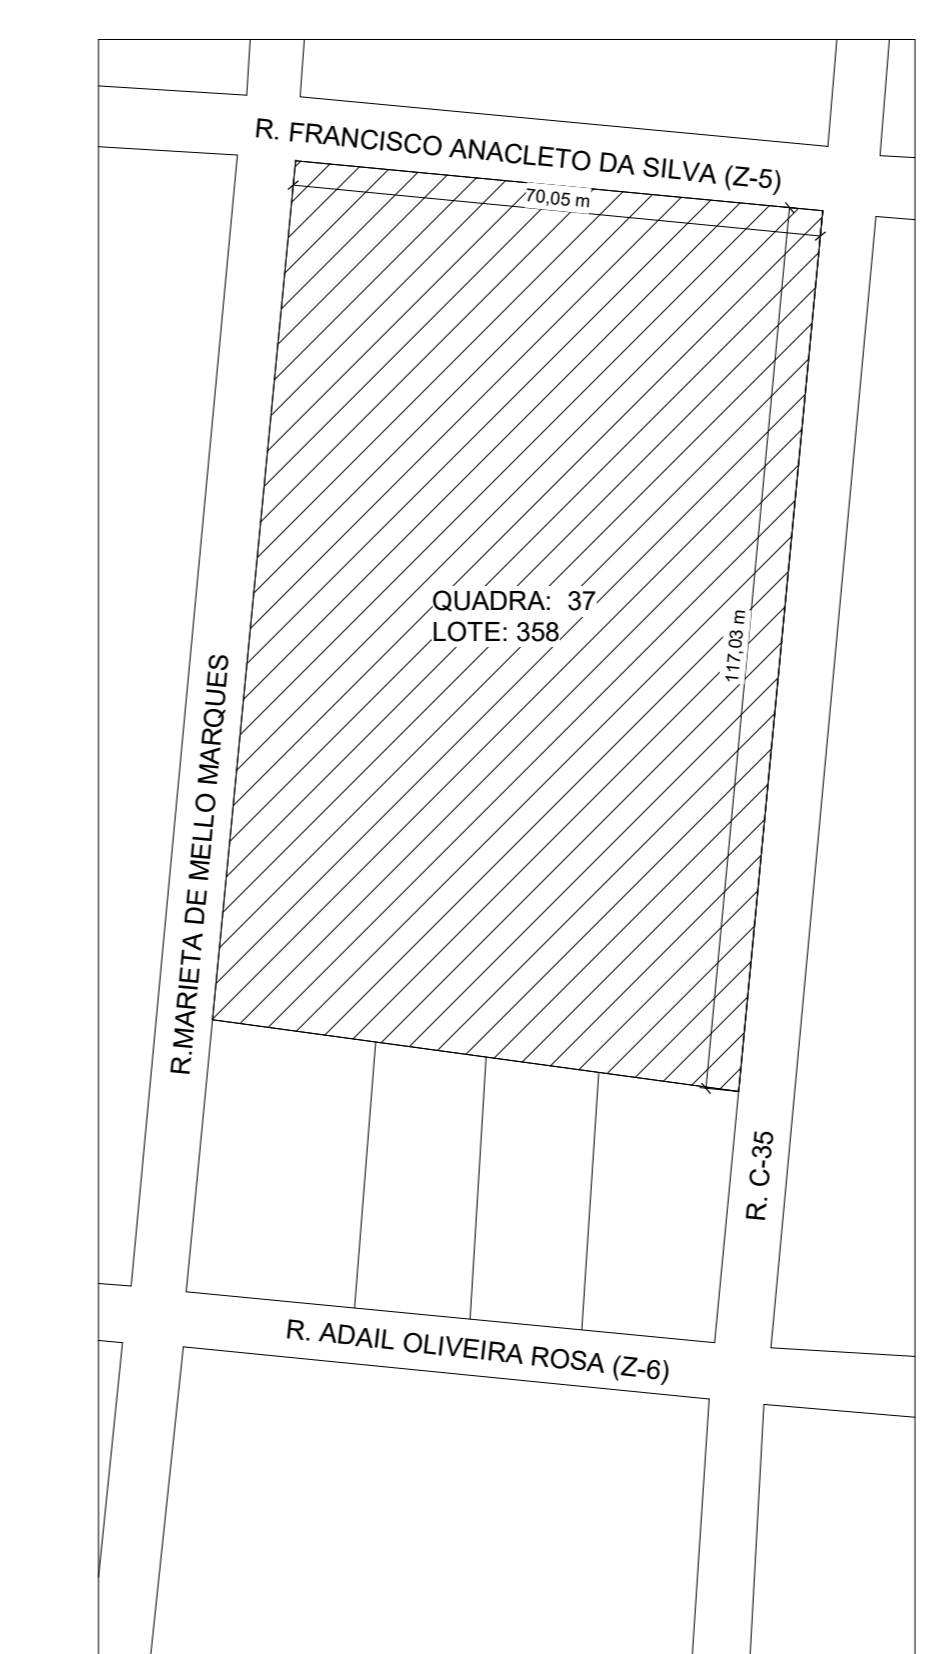 R. FRANCISCO ANACLETO DA SILVA (Z-5)
70,05 m
QUADRA: 37
LOTE: 358
117,03 m
R.MARIETA DE MELLO MARQUES
R. C-35
R. ADAIL OLIVEIRA ROSA (Z-6)